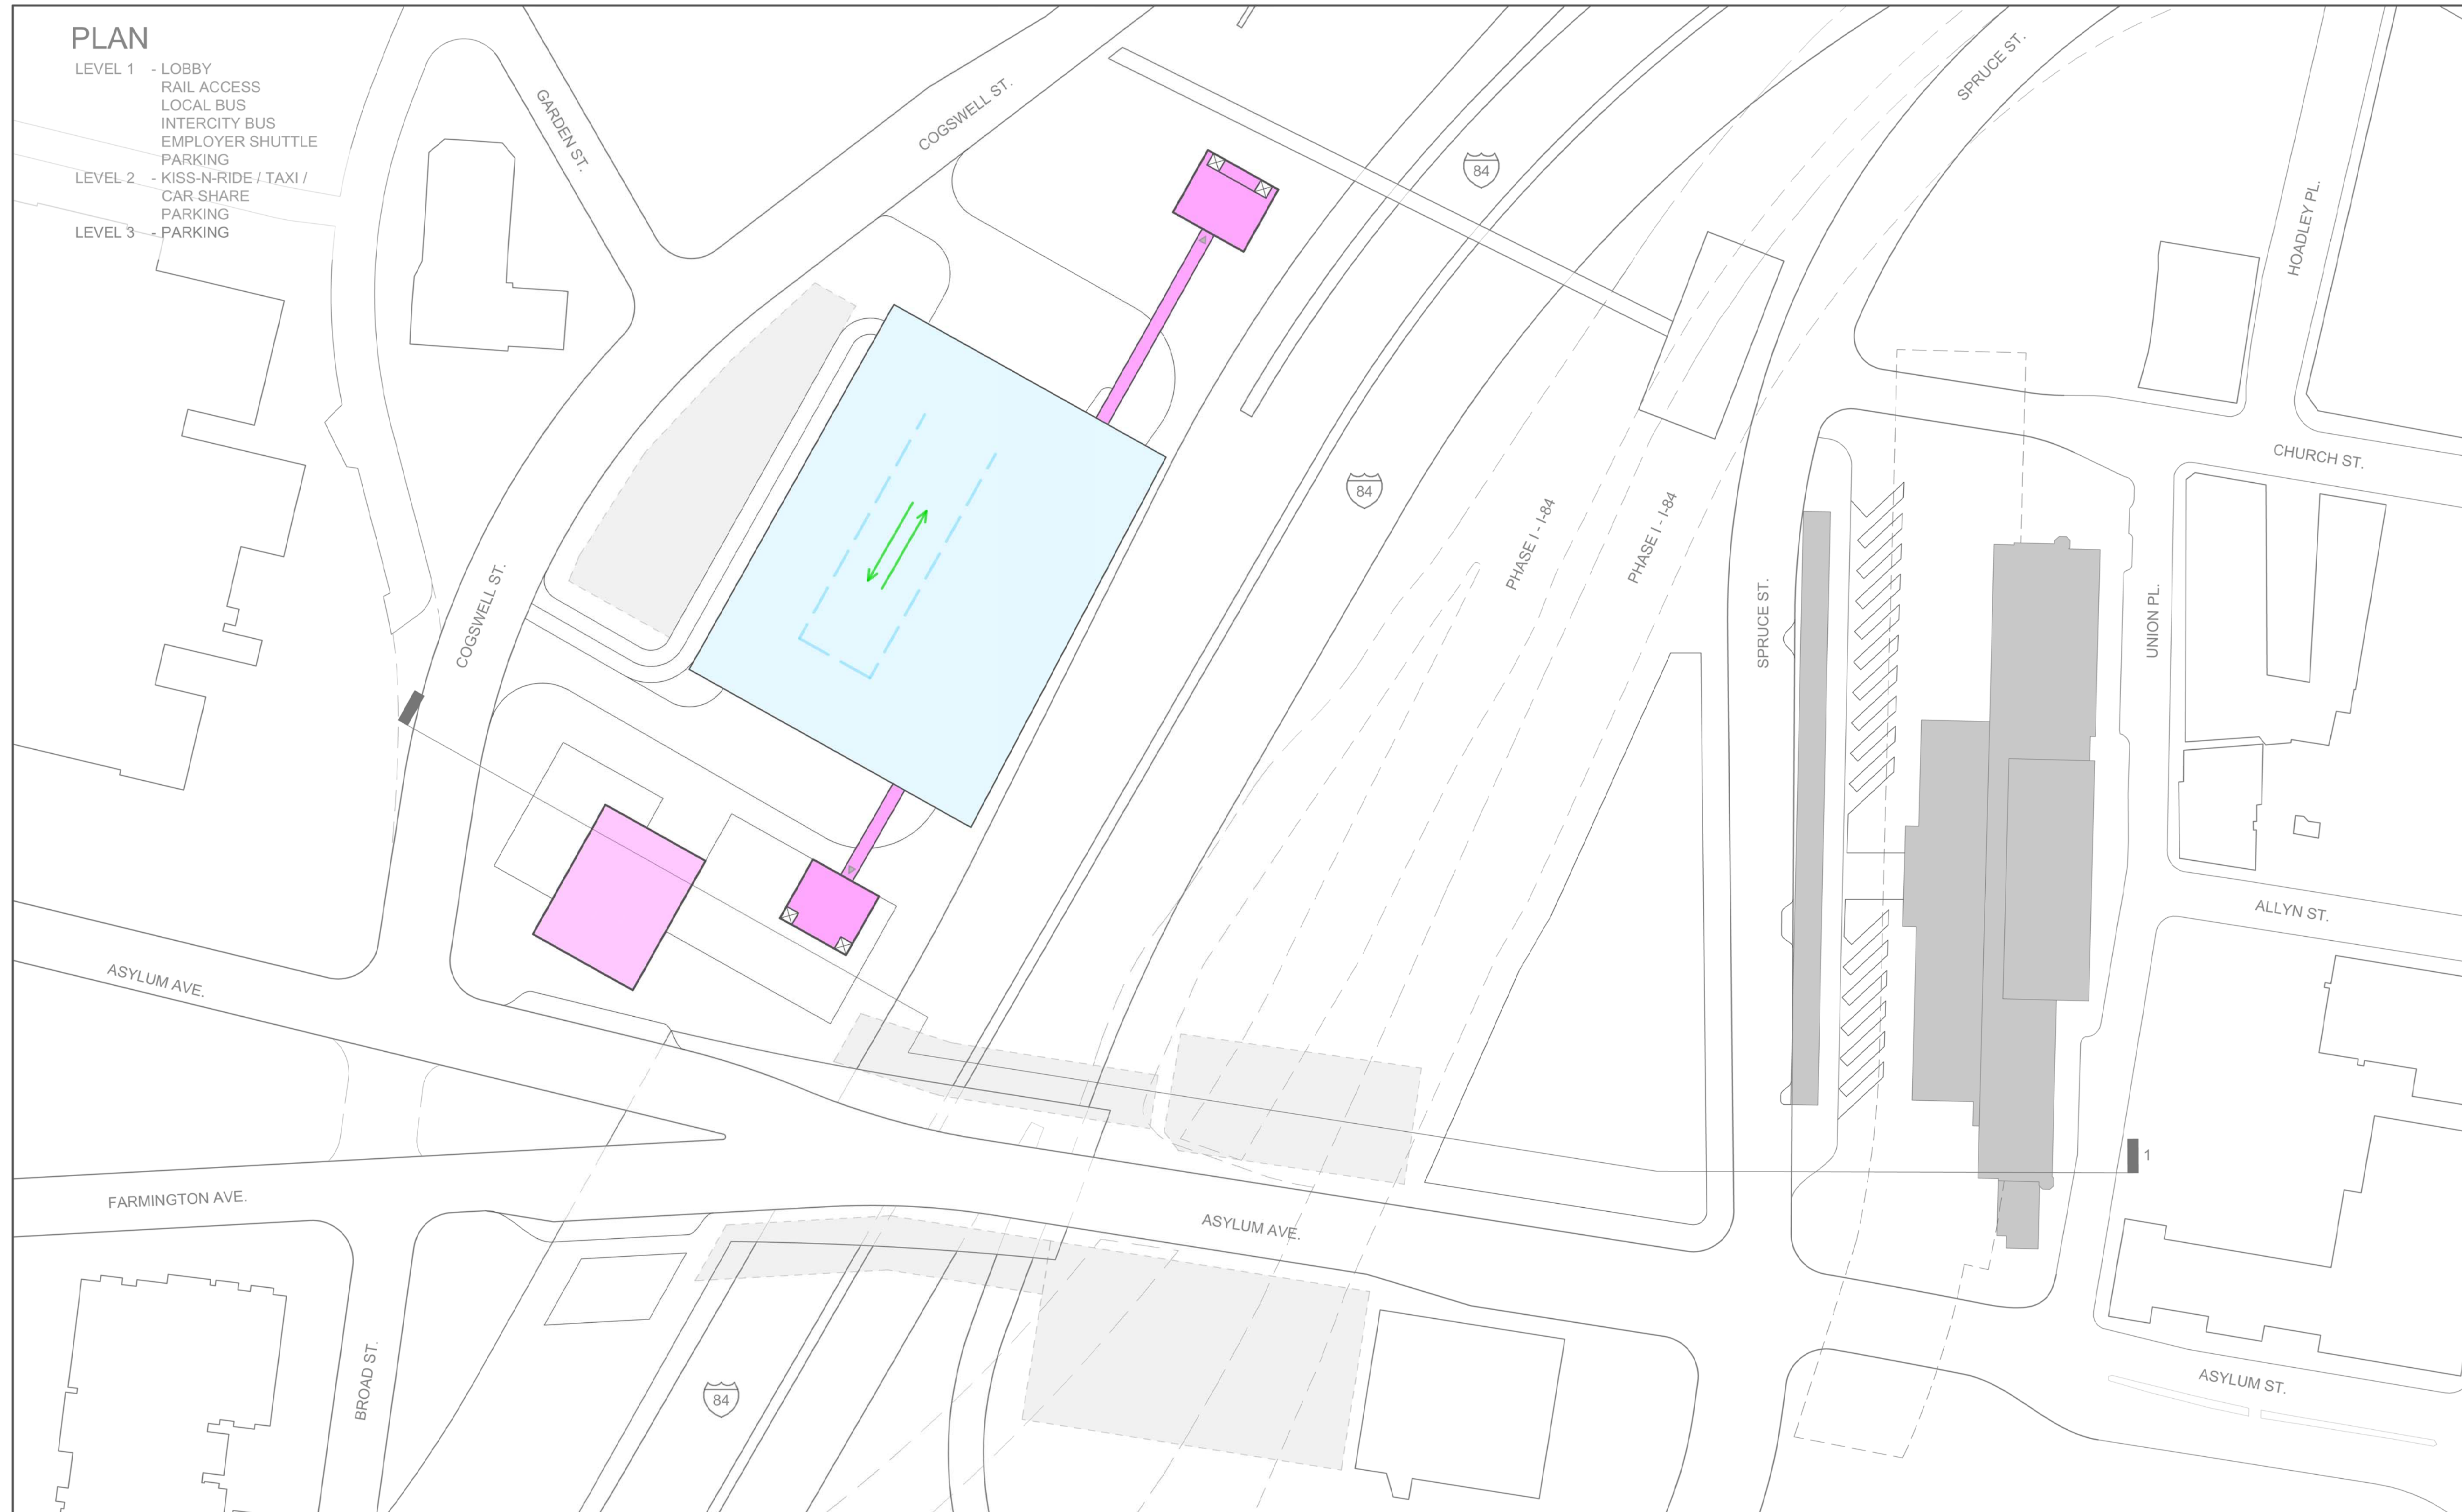 PLAN
LEVEL 1 - LOBBY
RAIL ACCESS
LOCAL BUS
INTERCITY BUS
EMPLOYER SHUTTLE
PARKING
LEVEL 2 - KISS-N-RIDE / TAXI /
CAR SHARE
PARKING
LEVEL 3 - PARKING
GARDEN ST.
COGSWELL ST.
SPRUCE ST.
84
HOADLEY PL.
CHURCH ST.
84
PHASE I - I-84
PHASE I - I-84
COGSWELL ST.
SPRUCE ST.
UNION PL.
ALLYN ST.
ASYLUM AVE.
1
FARMINGTON AVE.
ASYLUM AVE.
BROAD ST.
84
ASYLUM ST.